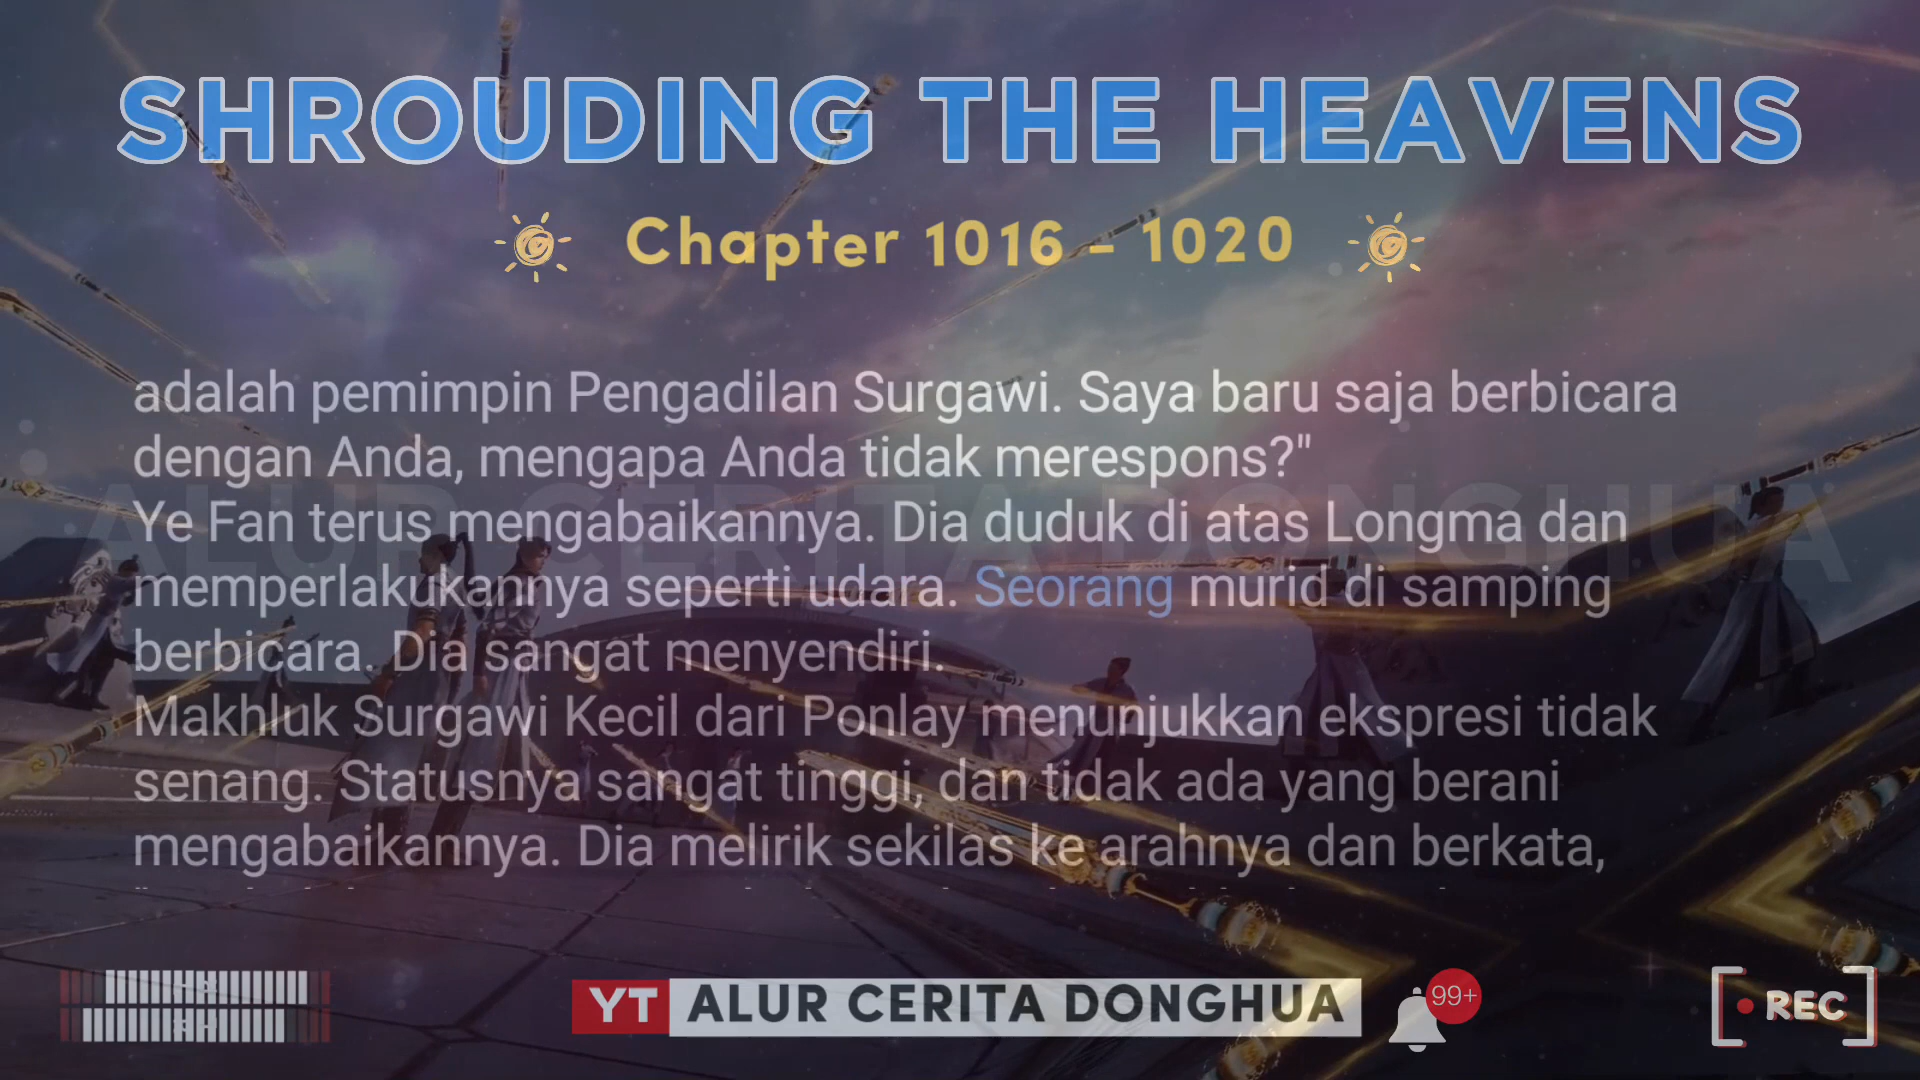 SHROUDING THE HEAVENS
Chapter 1016 - 1020
adalah pemimpin Pengadilan Surgawi. Saya baru saja berbicara
dengan Anda, mengapa Anda tidak merespons?"
Ye Fan terus mengabaikannya. Dia duduk di atas Longma dan
memperlakukannya seperti udara. Seorang murid di samping
berbicara. Dia sangat menyendiri.
Makhluk Surgawi Kecil dari Ponlay menunjukkan ekspresi tidak
senang. Statusnya sangat tinggi, dan tidak ada yang berani
mengabaikannya. Dia melirik sekilas ke arahnya dan berkata,
ALUR CERITA DONGHUA
YT ALUR CERITA DONGHUA
99+
REC